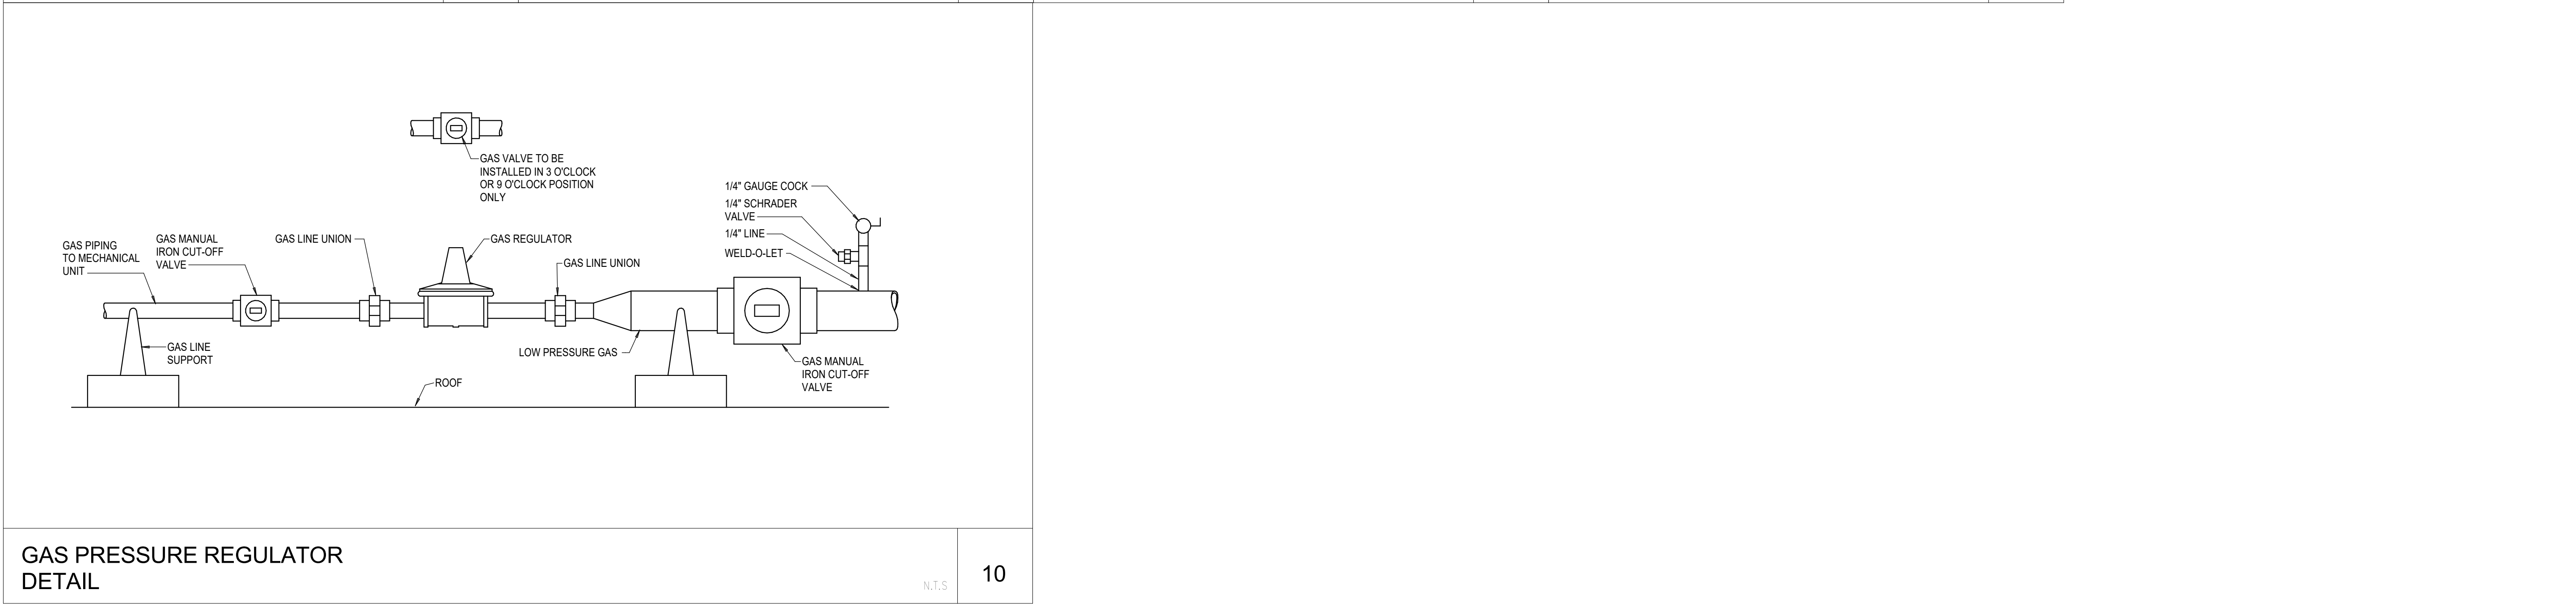 GAS VALVE TO BE
INSTALLED IN 3 O'CLOCK
OR 9 O'CLOCK POSITION
ONLY
1/4" GAUGE COCK
1/4" SCHRADER
VALVE
1/4" LINE
WELD-O-LET
GAS PIPING
TO MECHANICAL
UNIT
GAS MANUAL
IRON CUT-OFF
VALVE
GAS LINE UNION
GAS REGULATOR
GAS LINE UNION
GAS LINE
SUPPORT
LOW PRESSURE GAS
GAS MANUAL
IRON CUT-OFF
VALVE
ROOF
GAS PRESSURE REGULATOR
DETAIL
N.T.S
10